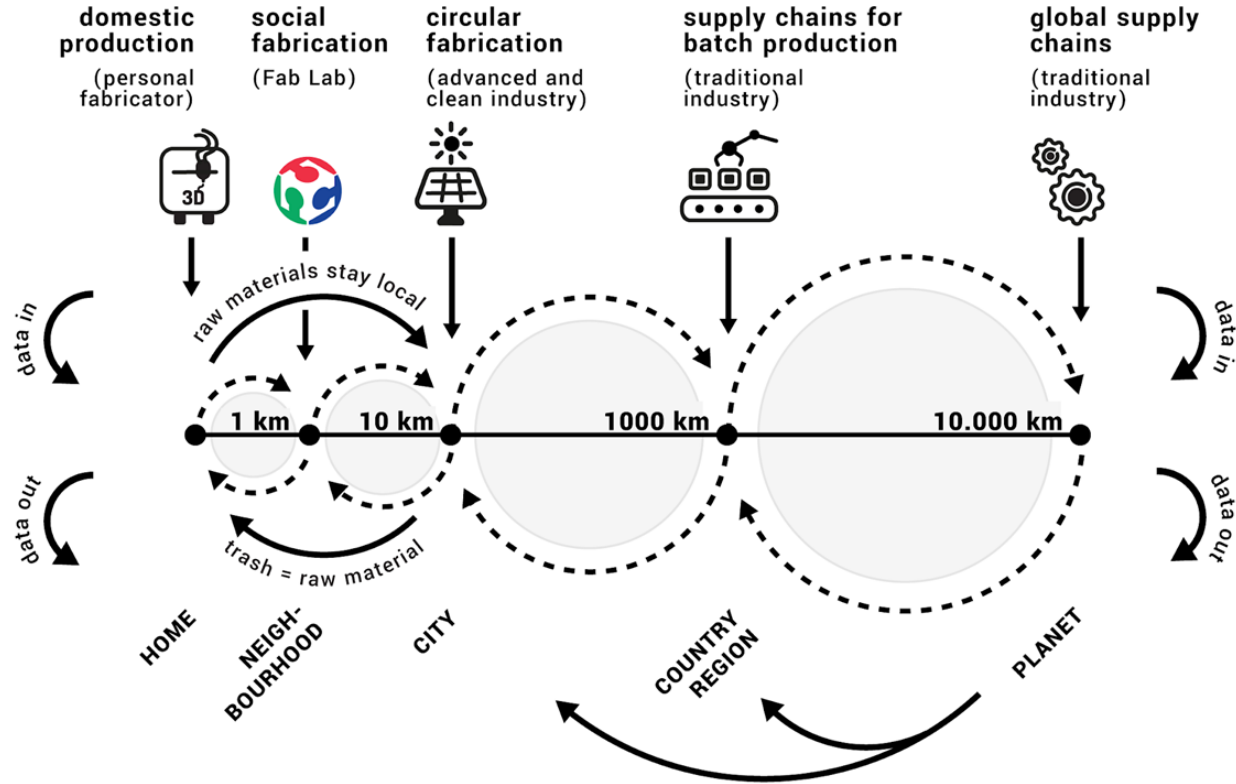 domestic
production
(personal
fabricator)
social
fabrication
(Fab Lab)
circular
fabrication
(advanced and
clean industry)
supply chains for
batch production
(traditional
industry)
global supply
chains
(traditional
industry)
3D
raw materials stay local
data in
data in
1 km
10 km
1000 km
10.000 km
data out
data out
trash = raw material
HOME
NEIGH-
BOURHOOD
CITY
COUNTRY
REGION
PLANET